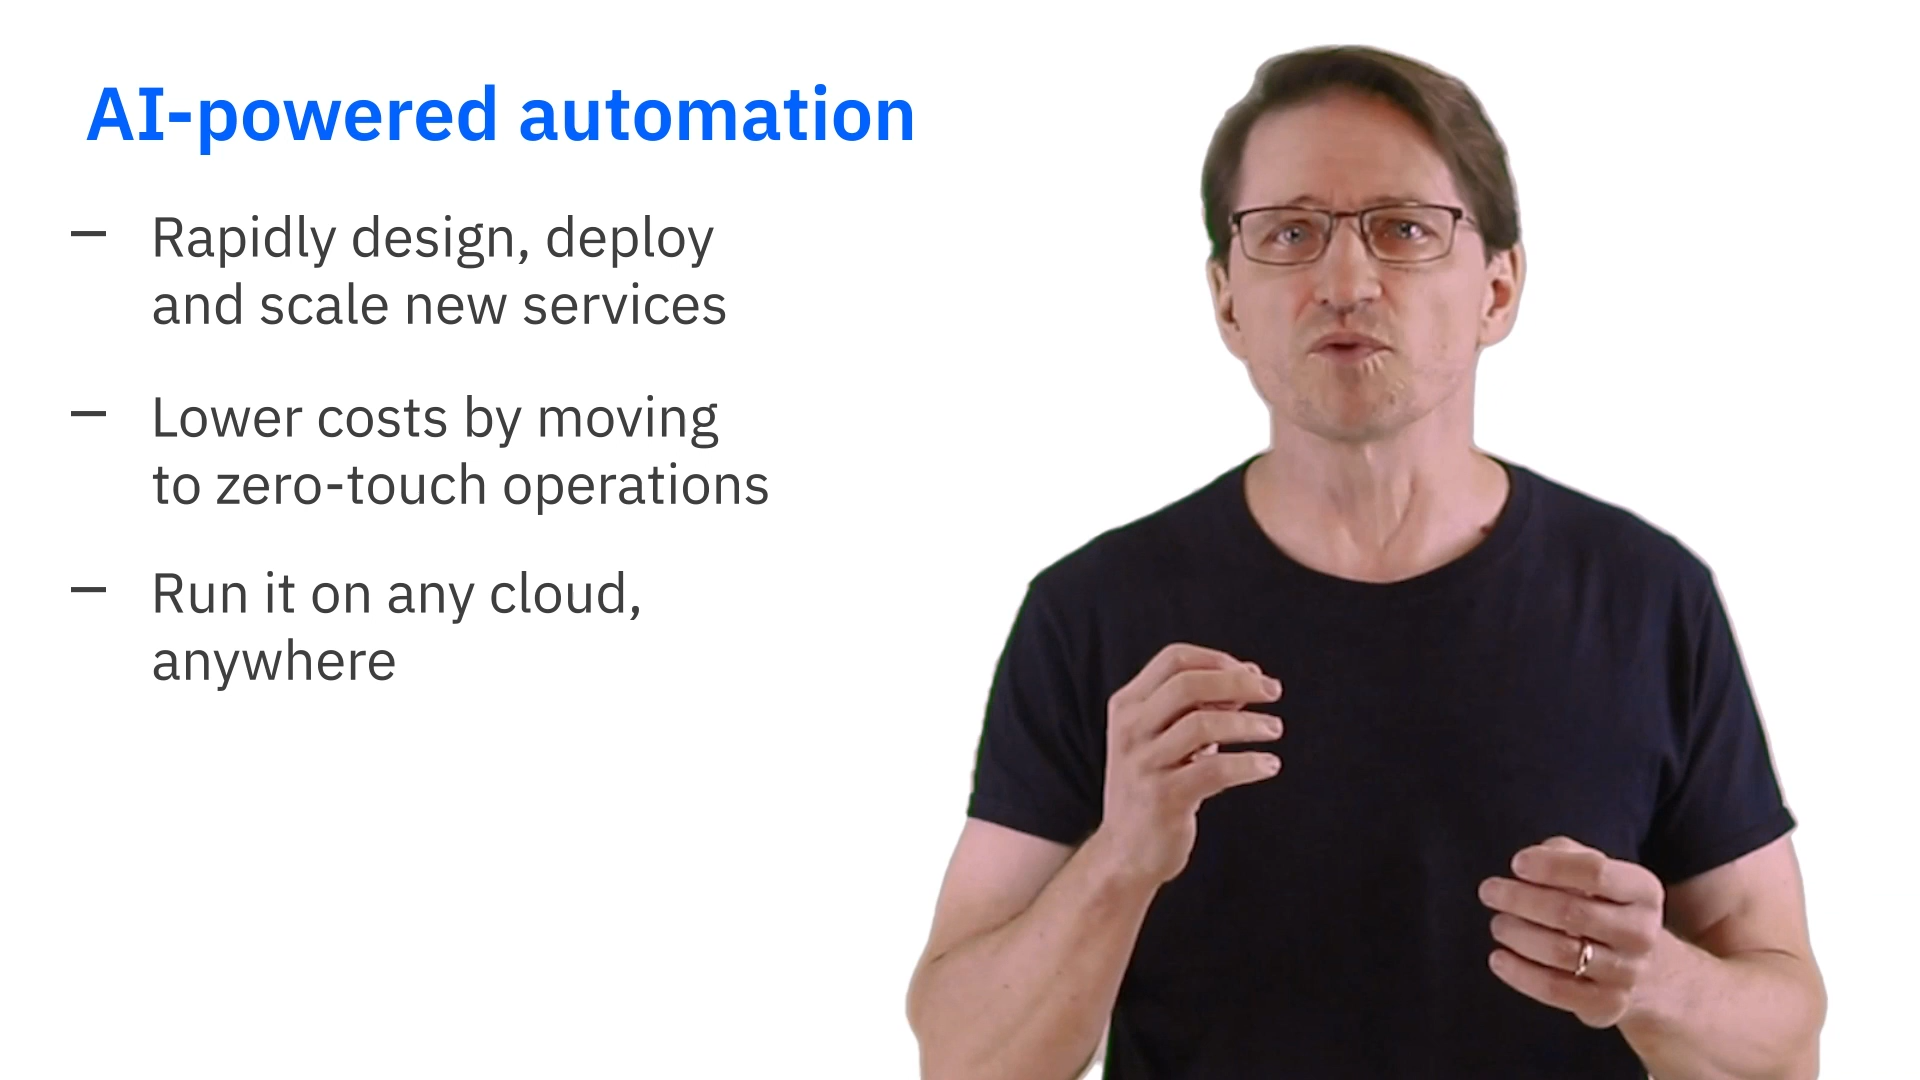 AI-powered automation
— Rapidly design, deploy
and scale new services
— Lower costs by moving
to zero-touch operations
— Run it on any cloud,
anywhere